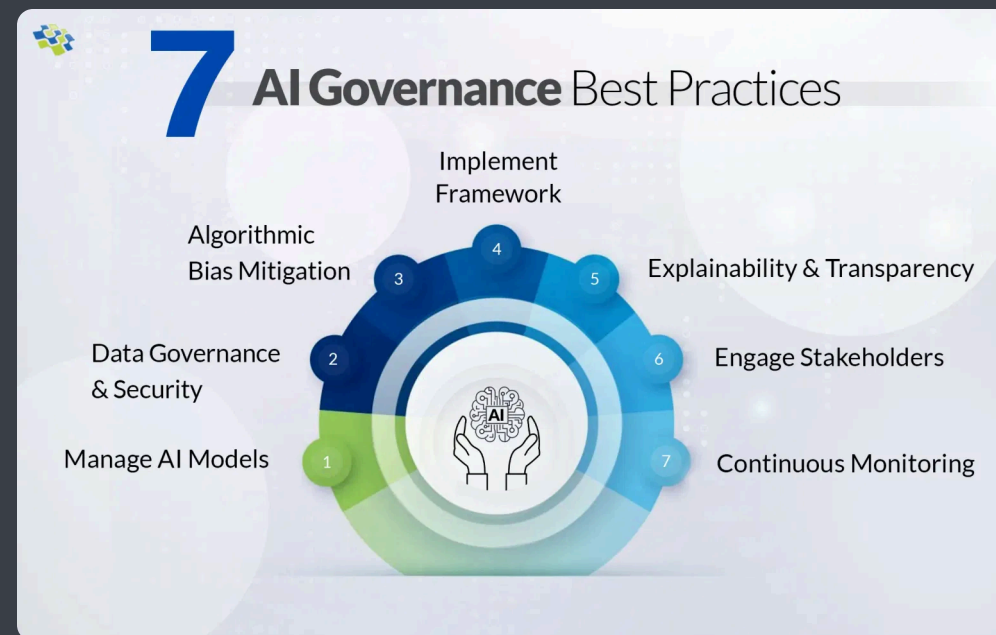 7 AI Governance Best Practices
Implement
Framework
Algorithmic
Bias Mitigation
Explainability & Transparency
Data Governance
& Security
Engage Stakeholders
Manage AI Models
Continuous Monitoring
4
3
5
2
6
1
7
AI